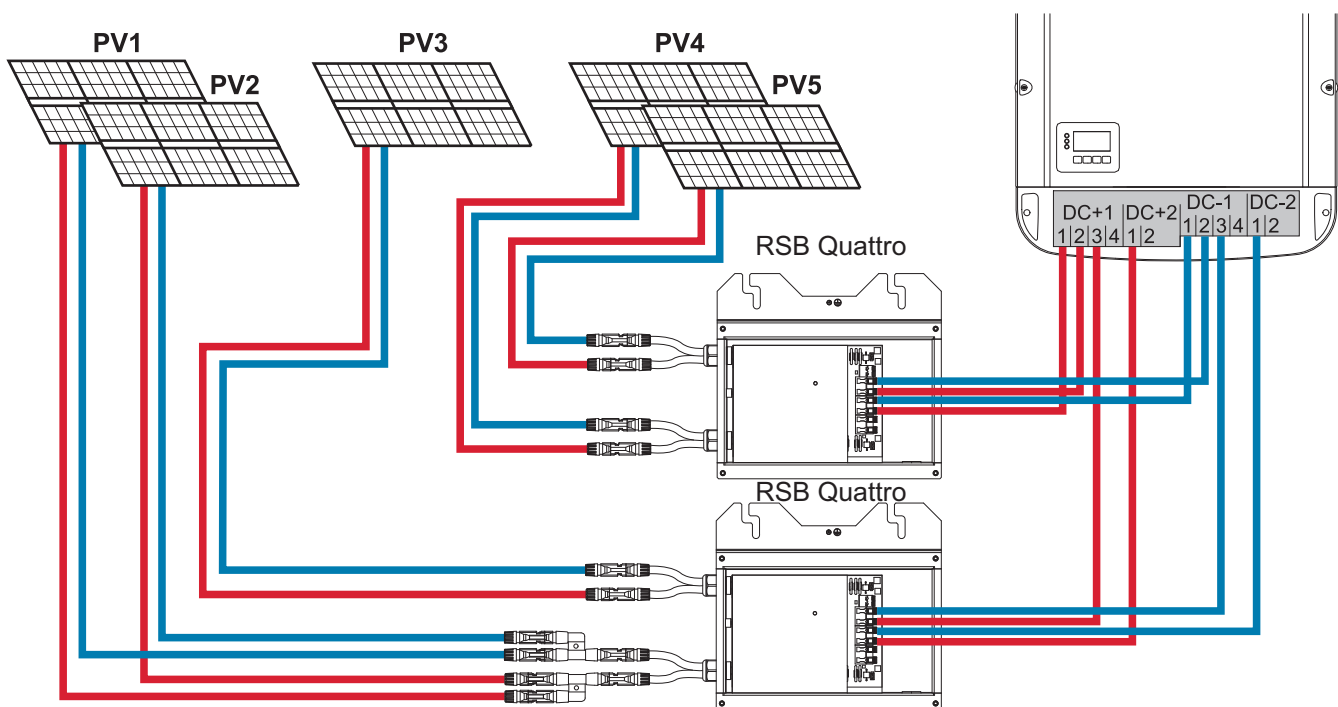 PV1
PV2
PV3
PV4
PV5
DC+1 DC+2 DC-1 DC-2
1 2 3 4 1 2 1 2 3 4 1 2
RSB Quattro
RSB Quattro